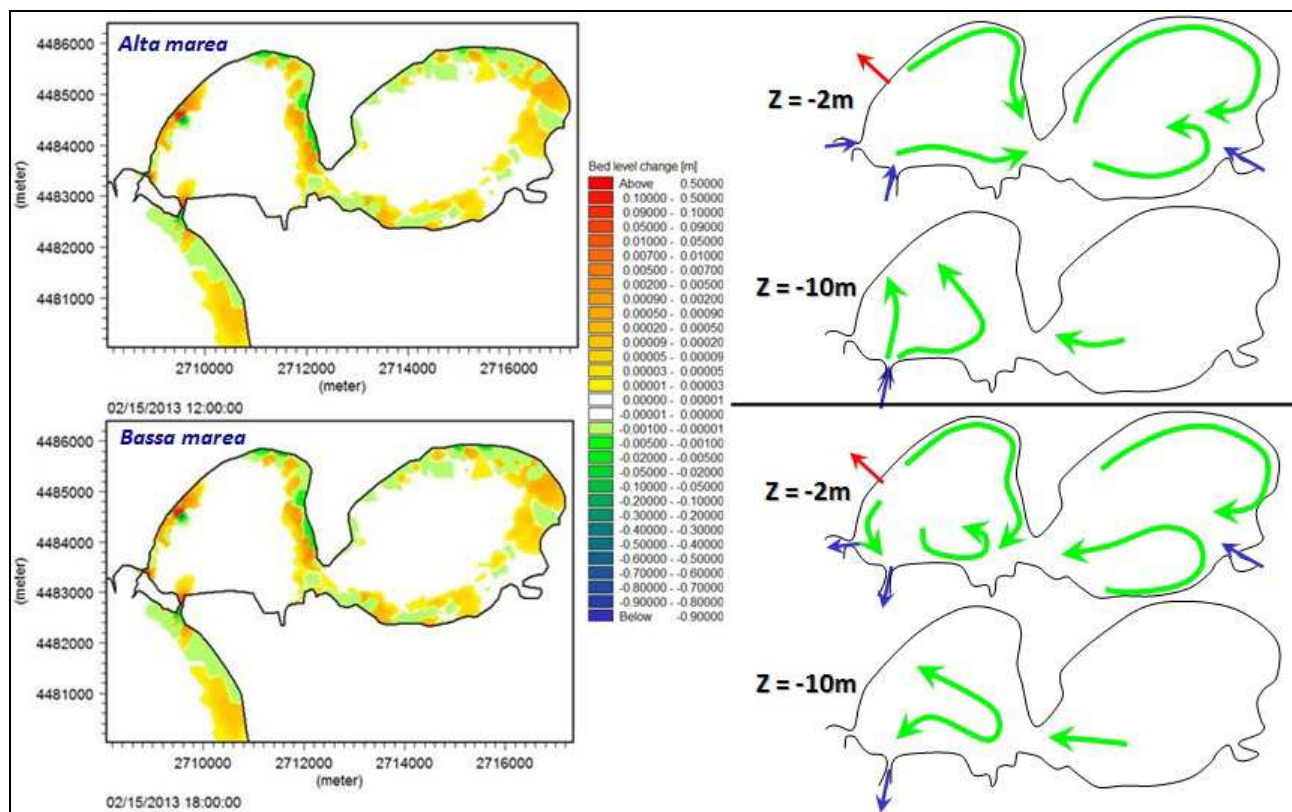 Alta marea
4486000
4485000
4484000
4483000
4482000
4481000
(meter)
2710000 2712000 2714000 2716000
(meter)
02/15/2013 12:00:00
Bassa marea
4486000
4485000
4484000
4483000
4482000
4481000
(meter)
2710000 2712000 2714000 2716000
(meter)
02/15/2013 18:00:00
Bed level change [m]
Above 0.50000
0.10000 - 0.50000
0.09000 - 0.10000
0.05000 - 0.09000
0.01000 - 0.05000
0.00700 - 0.01000
0.00500 - 0.00700
0.00200 - 0.00500
0.00090 - 0.00200
0.00050 - 0.00090
0.00020 - 0.00050
0.00009 - 0.00020
0.00005 - 0.00009
0.00003 - 0.00005
0.00001 - 0.00003
0.00000 - 0.00001
-0.00001 - 0.00000
-0.00100 - -0.00001
-0.00500 - -0.00100
-0.02000 - -0.00500
-0.05000 - -0.02000
-0.10000 - -0.05000
-0.20000 - -0.10000
-0.30000 - -0.20000
-0.40000 - -0.30000
-0.50000 - -0.40000
-0.60000 - -0.50000
-0.70000 - -0.60000
-0.80000 - -0.70000
-0.90000 - -0.80000
Below -0.90000
Z = -2m
Z = -10m
Z = -2m
Z = -10m